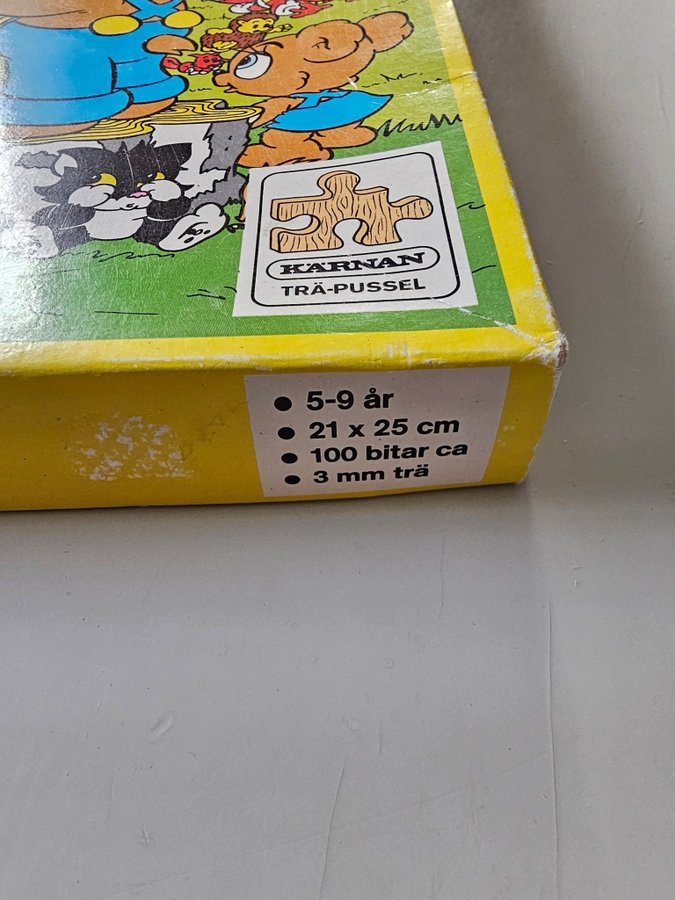 KÄRNAN
TRÄ-PUSSEL
● 5-9 år
● 21 x 25 cm
● 100 bitar ca
● 3 mm trä